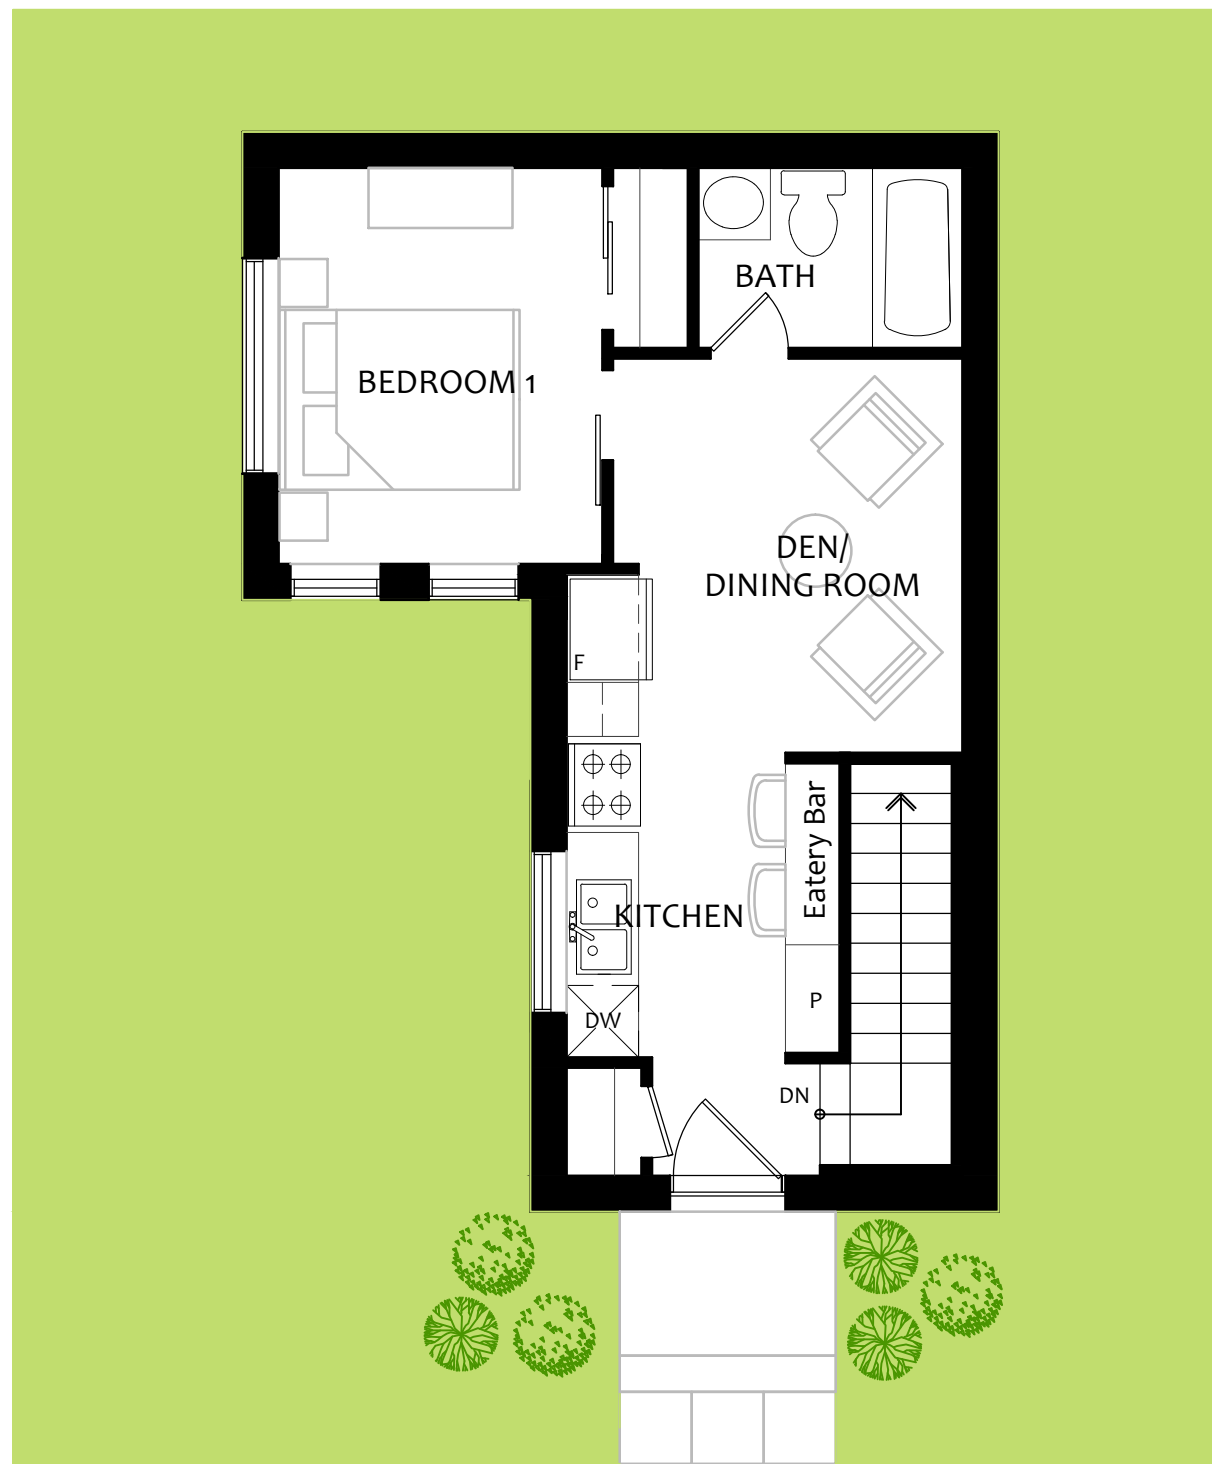 BATH
BEDROOM 1
DEN/
DINING ROOM
F
Eatery Bar
KITCHEN
P
DW
DN